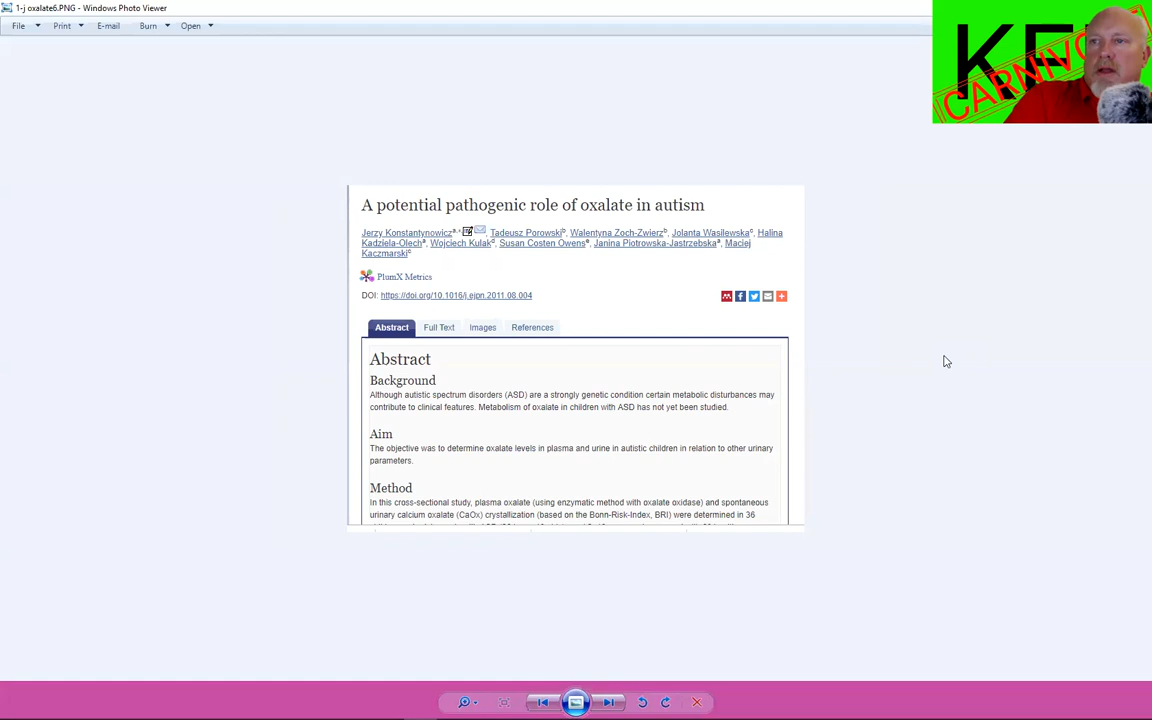 1-j oxalate6.PNG - Windows Photo Viewer
File Print E-mail Burn Open
KE
CARNIVO
A potential pathogenic role of oxalate in autism
Jerzy Konstantynowicz a, *, Tadeusz Porowski b, Walentyna Zoch-Zwierz b, Jolanta Wasilewska c, Halina
Kadziela-Olech a, Wojciech Kulak d, Susan Costen Owens e, Janina Piotrowska-Jastrzebska a, Maciej
Kaczmarski c
PlumX Metrics
DOI: https://doi.org/10.1016/j.ejpn.2011.08.004
Abstract Full Text Images References
Abstract
Background
Although autistic spectrum disorders (ASD) are a strongly genetic condition certain metabolic disturbances may
contribute to clinical features. Metabolism of oxalate in children with ASD has not yet been studied.
Aim
The objective was to determine oxalate levels in plasma and urine in autistic children in relation to other urinary
parameters.
Method
In this cross-sectional study, plasma oxalate (using enzymatic method with oxalate oxidase) and spontaneous
urinary calcium oxalate (CaOx) crystallization (based on the Bonn-Risk-Index, BRI) were determined in 36